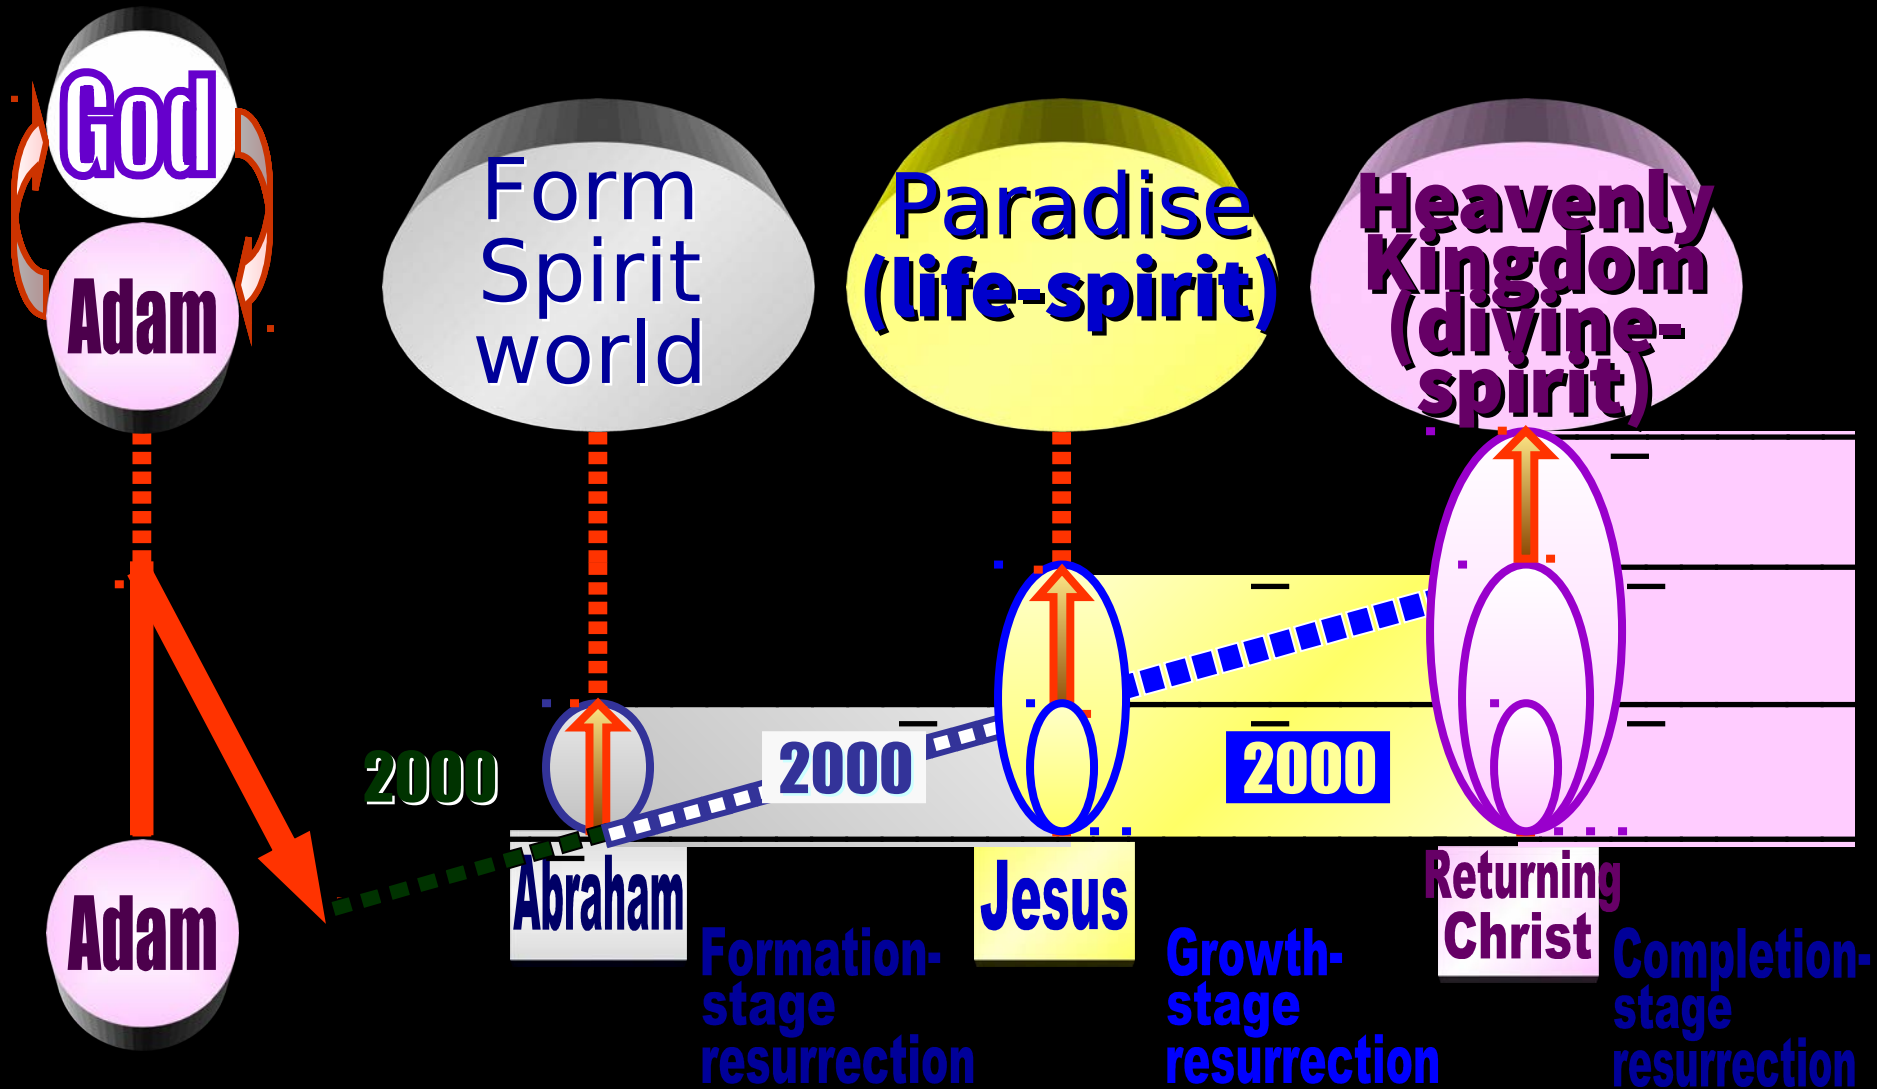 God
Adam
Form
Spirit
world
Paradise
(life-spirit)
Heavenly
Kingdom
(divine-
spirit)
2000
2000
2000
Adam
Abraham
Jesus
Returning
Christ
Formation-
stage
resurrection
Growth-
stage
resurrection
Completion-
stage
resurrection